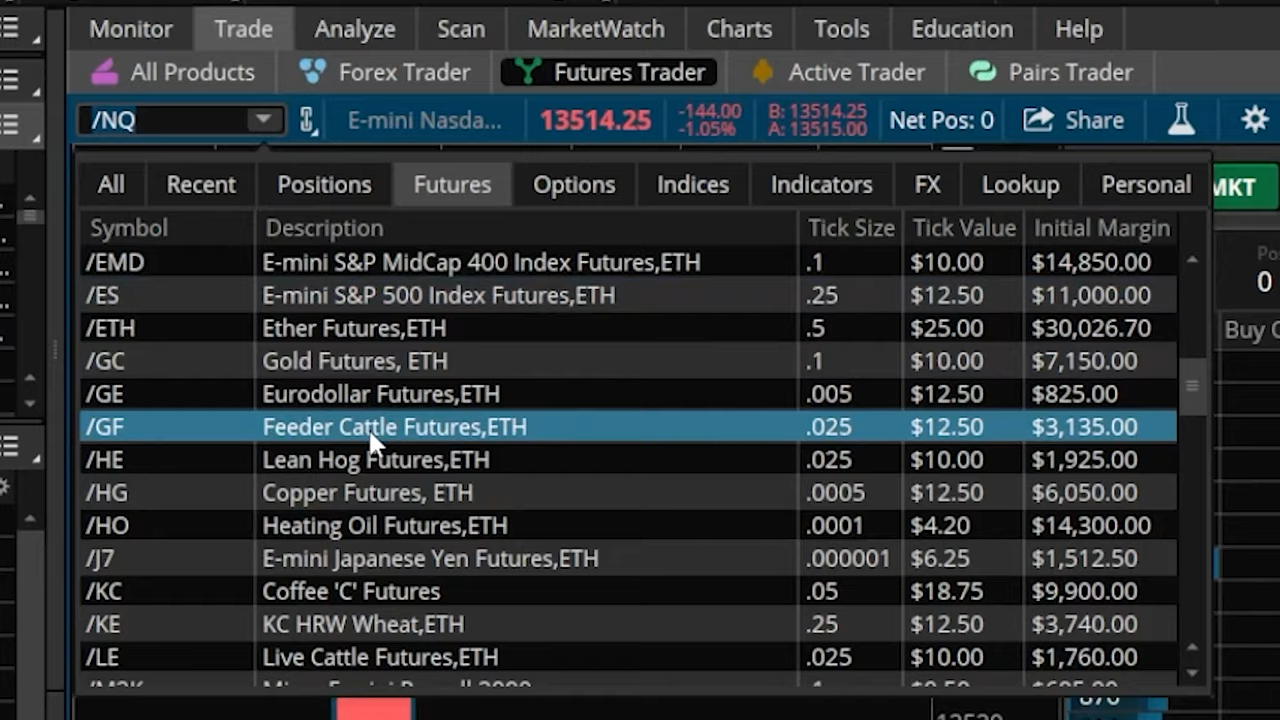 Monitor Trade Analyze Scan MarketWatch Charts Tools Education Help
All Products Forex Trader Futures Trader Active Trader Pairs Trader
/NQ E-mini Nasda... 13514.25 -144.00 -1.05% B: 13514.25 A: 13515.00 Net Pos: 0 Share
All Recent Positions Futures Options Indices Indicators FX Lookup Personal MKT
Symbol Description Tick Size Tick Value Initial Margin
/EMD E-mini S&P MidCap 400 Index Futures,ETH .1 $10.00 $14,850.00
/ES E-mini S&P 500 Index Futures,ETH .25 $12.50 $11,000.00 0
/ETH Ether Futures,ETH .5 $25.00 $30,026.70 Buy
/GC Gold Futures, ETH .1 $10.00 $7,150.00
/GE Eurodollar Futures,ETH .005 $12.50 $825.00
/GF Feeder Cattle Futures,ETH .025 $12.50 $3,135.00
/HE Lean Hog Futures,ETH .025 $10.00 $1,925.00
/HG Copper Futures, ETH .0005 $12.50 $6,050.00
/HO Heating Oil Futures,ETH .0001 $4.20 $14,300.00
/J7 E-mini Japanese Yen Futures,ETH .000001 $6.25 $1,512.50
/KC Coffee 'C' Futures .05 $18.75 $9,900.00
/KE KC HRW Wheat,ETH .25 $12.50 $3,740.00
/LE Live Cattle Futures,ETH .025 $10.00 $1,760.00